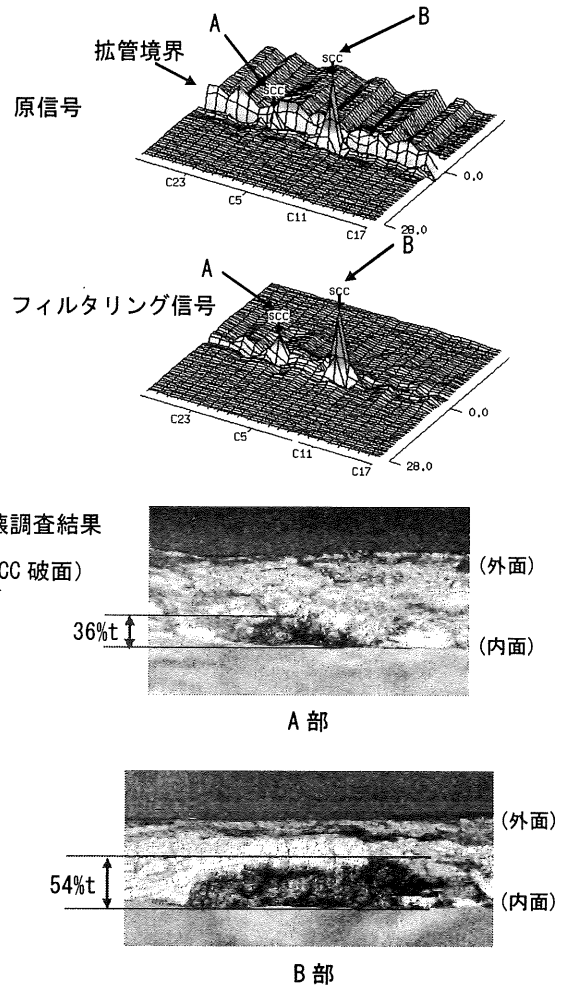 A
B
拡管境界
SCC
SCC
原信号
0.0
C23
C5
C11
C17
28.0
A
B
フィルタリング信号
SCC
SCC
0.0
C23
C5
C11
C17
28.0
調査結果
CC 破面)
(外面)
36%t
(内面)
A 部
(外面)
54%t
(内面)
B 部